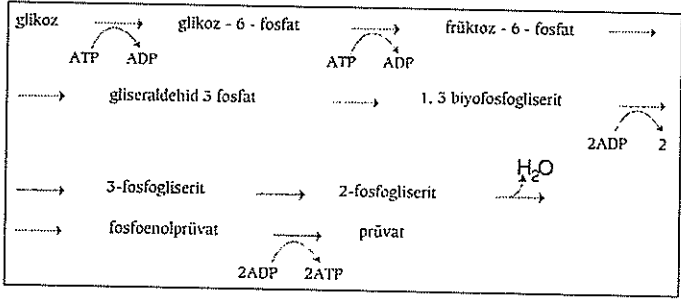 glikoz glikoz - 6 - fosfat früktoz - 6 - fosfat
ATP ADP ATP ADP
gliseraldehid 3 fosfat 1, 3 biyofosfogliserit
2ADP 2
H₂O
3-fosfogliserit 2-fosfogliserit
fosfoenolprüvat prüvat
2ADP 2ATP